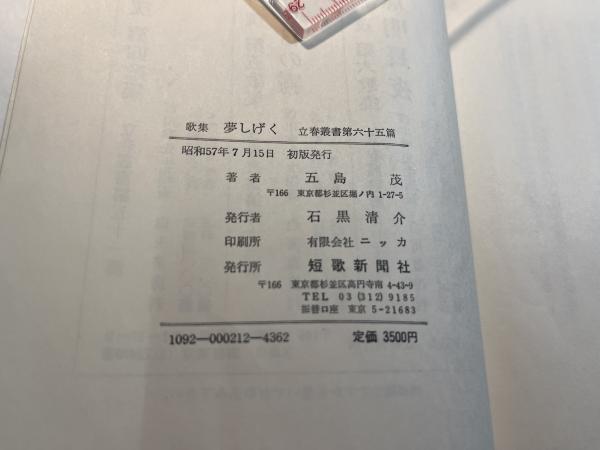 歌集 夢しげく 立春叢書第六十五篇
昭和57年7月15日 初版発行
著者 五島茂
〒166 東京都杉並区堀ノ内1-27-5
発行者 石黒清介
印刷所 有限会社ニッカ
発行所 短歌新聞社
〒166 東京都杉並区高円寺南4-43-9
TEL 03(312)9185
振替口座 東京5-21683
1092-000212-4362 定価3500円